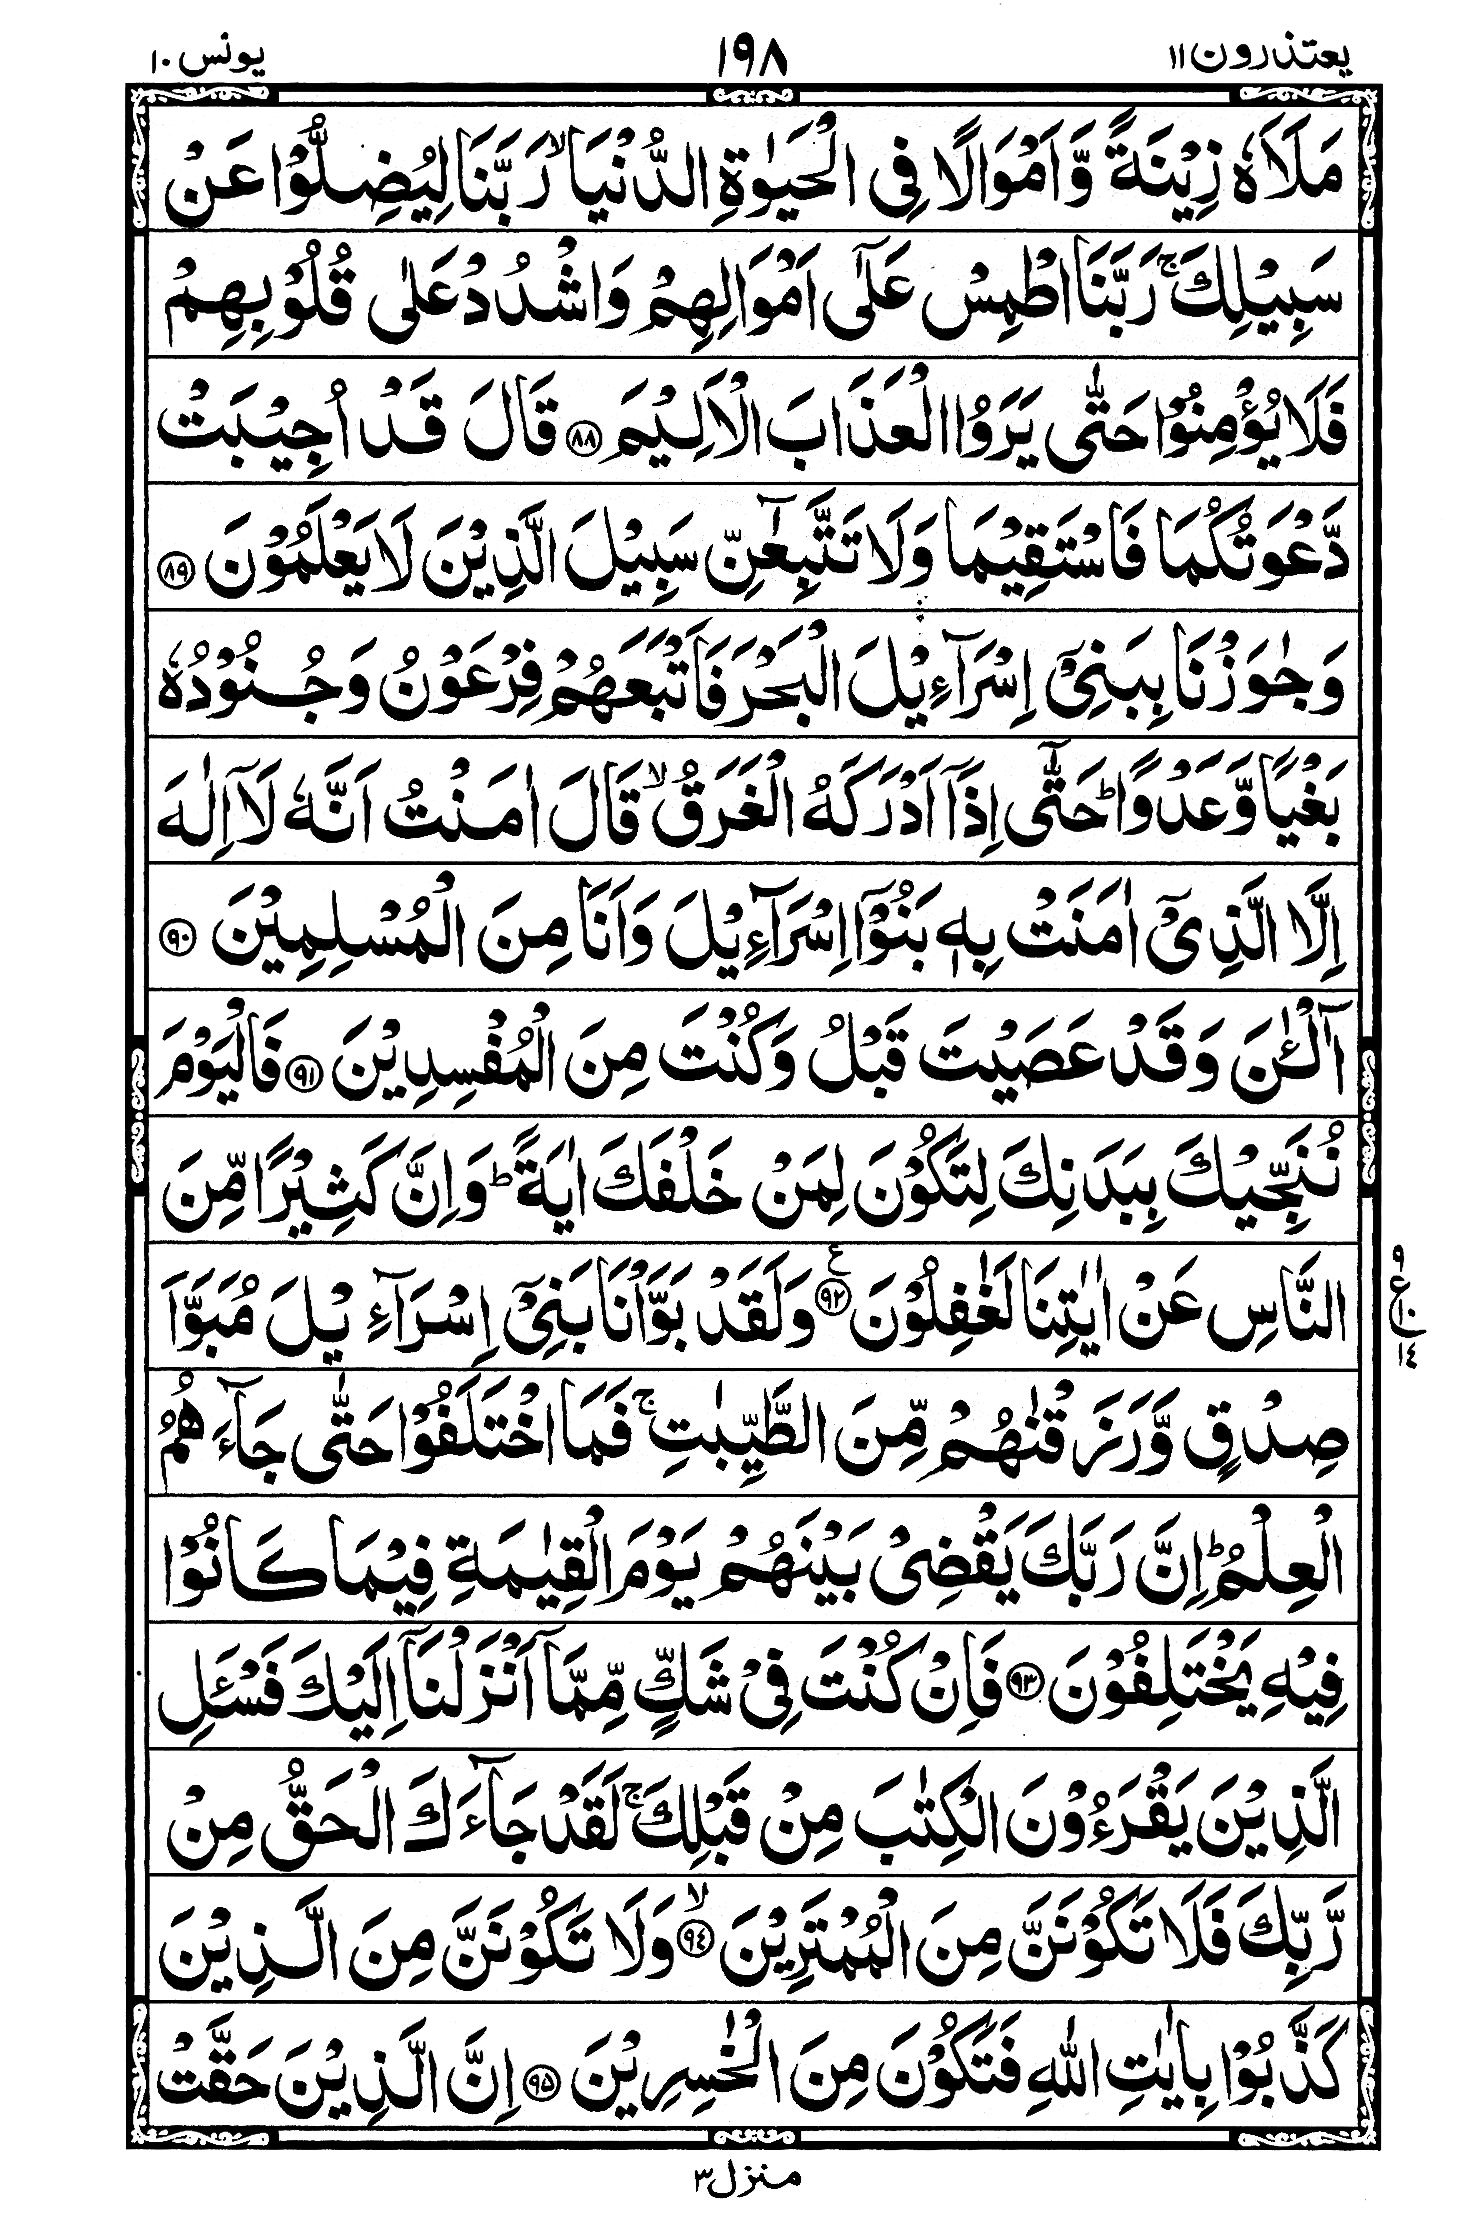 يعتذرون ١١ ١٩٨ يونس ١٠
مَلَاَهٗ زِيْنَةً وَّاَمْوَالًا فِى الْحَيٰوةِ الدُّنْيَا ۙ رَبَّنَا لِيُضِلُّوْا عَنْ
سَبِيْلِكَ ۚ رَبَّنَا اطْمِسْ عَلٰٓى اَمْوَالِهِمْ وَاشْدُدْ عَلٰى قُلُوْبِهِمْ
فَلَا يُؤْمِنُوْا حَتّٰى يَرَوُا الْعَذَابَ الْاَلِيْمَ ﴿٨٨﴾ قَالَ قَدْ اُجِيْبَتْ
دَّعْوَتُكُمَا فَاسْتَقِيْمَا وَلَا تَتَّبِعٰٓنِّ سَبِيْلَ الَّذِيْنَ لَا يَعْلَمُوْنَ ﴿٨٩﴾
وَجٰوَزْنَا بِبَنِىْٓ اِسْرَآءِيْلَ الْبَحْرَ فَاَتْبَعَهُمْ فِرْعَوْنُ وَجُنُوْدُهٗ
بَغْيًا وَّعَدْوًا ؕ حَتّٰٓى اِذَآ اَدْرَكَهُ الْغَرَقُ ۙ قَالَ اٰمَنْتُ اَنَّهٗ لَآ اِلٰهَ
اِلَّا الَّذِىْٓ اٰمَنَتْ بِهٖ بَنُوْٓا اِسْرَآءِيْلَ وَاَنَا مِنَ الْمُسْلِمِيْنَ ﴿٩٠﴾
آٰلْـٰٔنَ وَقَدْ عَصَيْتَ قَبْلُ وَكُنْتَ مِنَ الْمُفْسِدِيْنَ ﴿٩١﴾ فَالْيَوْمَ
نُنَجِّيْكَ بِبَدَنِكَ لِتَكُوْنَ لِمَنْ خَلْفَكَ اٰيَةً ؕ وَاِنَّ كَثِيْرًا مِّنَ
النَّاسِ عَنْ اٰيٰتِنَا لَغٰفِلُوْنَ ﴿٩٢﴾ ع وَلَقَدْ بَوَّاْنَا بَنِىْٓ اِسْرَآءِيْلَ مُبَوَّاَ
ع ٩ ١٠ ١٤
صِدْقٍ وَّرَزَقْنٰهُمْ مِّنَ الطَّيِّبٰتِ ۚ فَمَا اخْتَلَفُوْا حَتّٰى جَآءَهُمُ
الْعِلْمُ ؕ اِنَّ رَبَّكَ يَقْضِىْ بَيْنَهُمْ يَوْمَ الْقِيٰمَةِ فِيْمَا كَانُوْا
فِيْهِ يَخْتَلِفُوْنَ ﴿٩٣﴾ فَاِنْ كُنْتَ فِىْ شَكٍّ مِّمَّآ اَنْزَلْنَآ اِلَيْكَ فَسْـَٔلِ
الَّذِيْنَ يَقْرَءُوْنَ الْكِتٰبَ مِنْ قَبْلِكَ ۚ لَقَدْ جَآءَكَ الْحَقُّ مِنْ
رَّبِّكَ فَلَا تَكُوْنَنَّ مِنَ الْمُمْتَرِيْنَ ۙ ﴿٩٤﴾ وَلَا تَكُوْنَنَّ مِنَ الَّذِيْنَ
كَذَّبُوْا بِاٰيٰتِ اللّٰهِ فَتَكُوْنَ مِنَ الْخٰسِرِيْنَ ﴿٩٥﴾ اِنَّ الَّذِيْنَ حَقَّتْ
منزل ٣